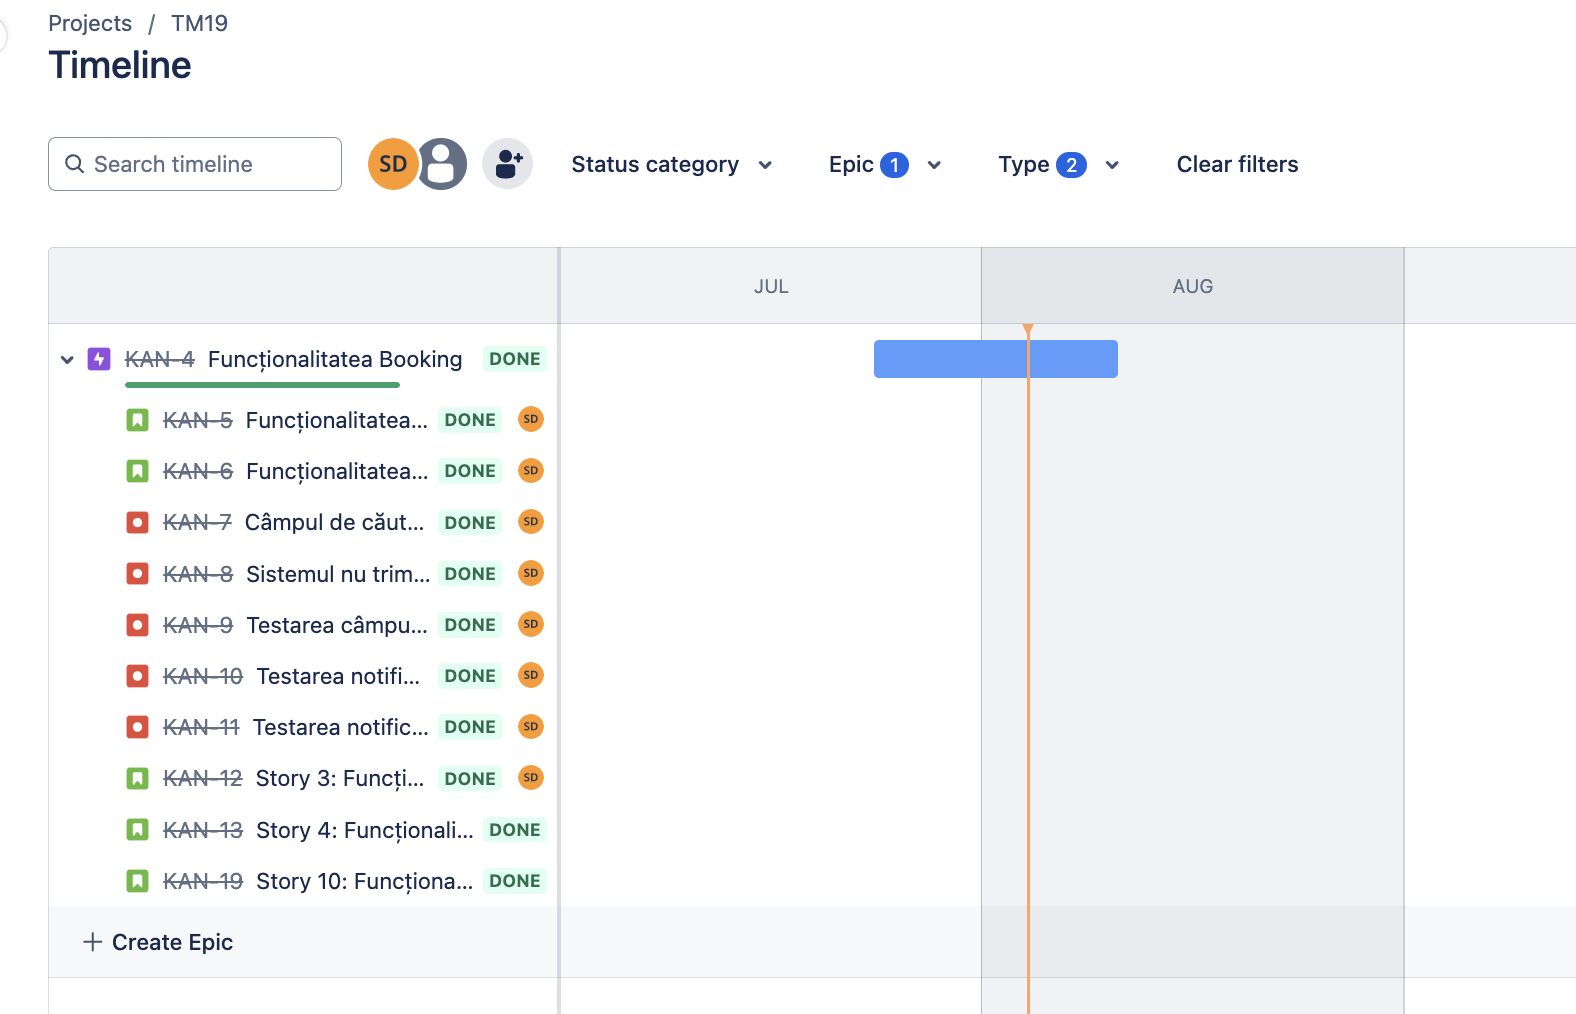 Projects / TM19
Timeline
Search timeline SD Status category Epic 1 Type 2 Clear filters
JUL AUG
KAN-4 Funcționalitatea Booking DONE
KAN-5 Funcționalitatea... DONE SD
KAN-6 Funcționalitatea... DONE SD
KAN-7 Câmpul de căut... DONE SD
KAN-8 Sistemul nu trim... DONE SD
KAN-9 Testarea câmpu... DONE SD
KAN-10 Testarea notifi... DONE SD
KAN-11 Testarea notific... DONE SD
KAN-12 Story 3: Funcți... DONE SD
KAN-13 Story 4: Funcționali... DONE
KAN-19 Story 10: Funcționa... DONE
+ Create Epic